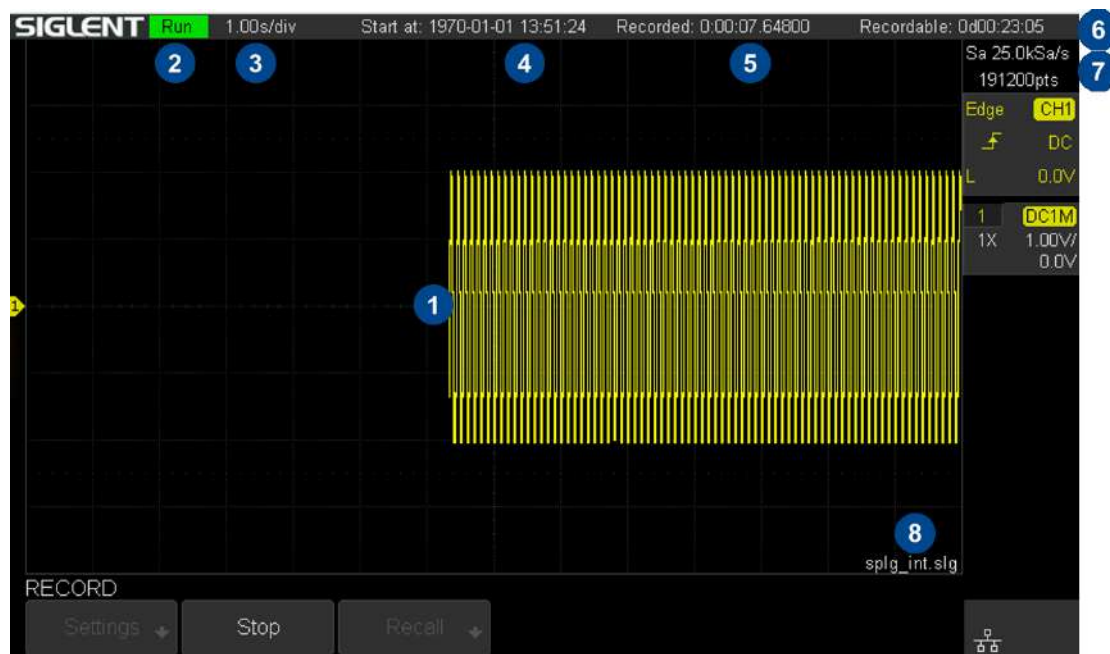 SIGLENT Run 1.00s/div Start at: 1970-01-01 13:51:24 Recorded: 0:00:07.64800 Recordable: 0d00:23:05 6
2 3 4 5 Sa 25.0kSa/s 7
191200pts
Edge CH1
DC
L 0.0V
1 DC1M
1X 1.00V/
0.0V
1 1
8
splg_int.slg
RECORD
Settings Stop Recall